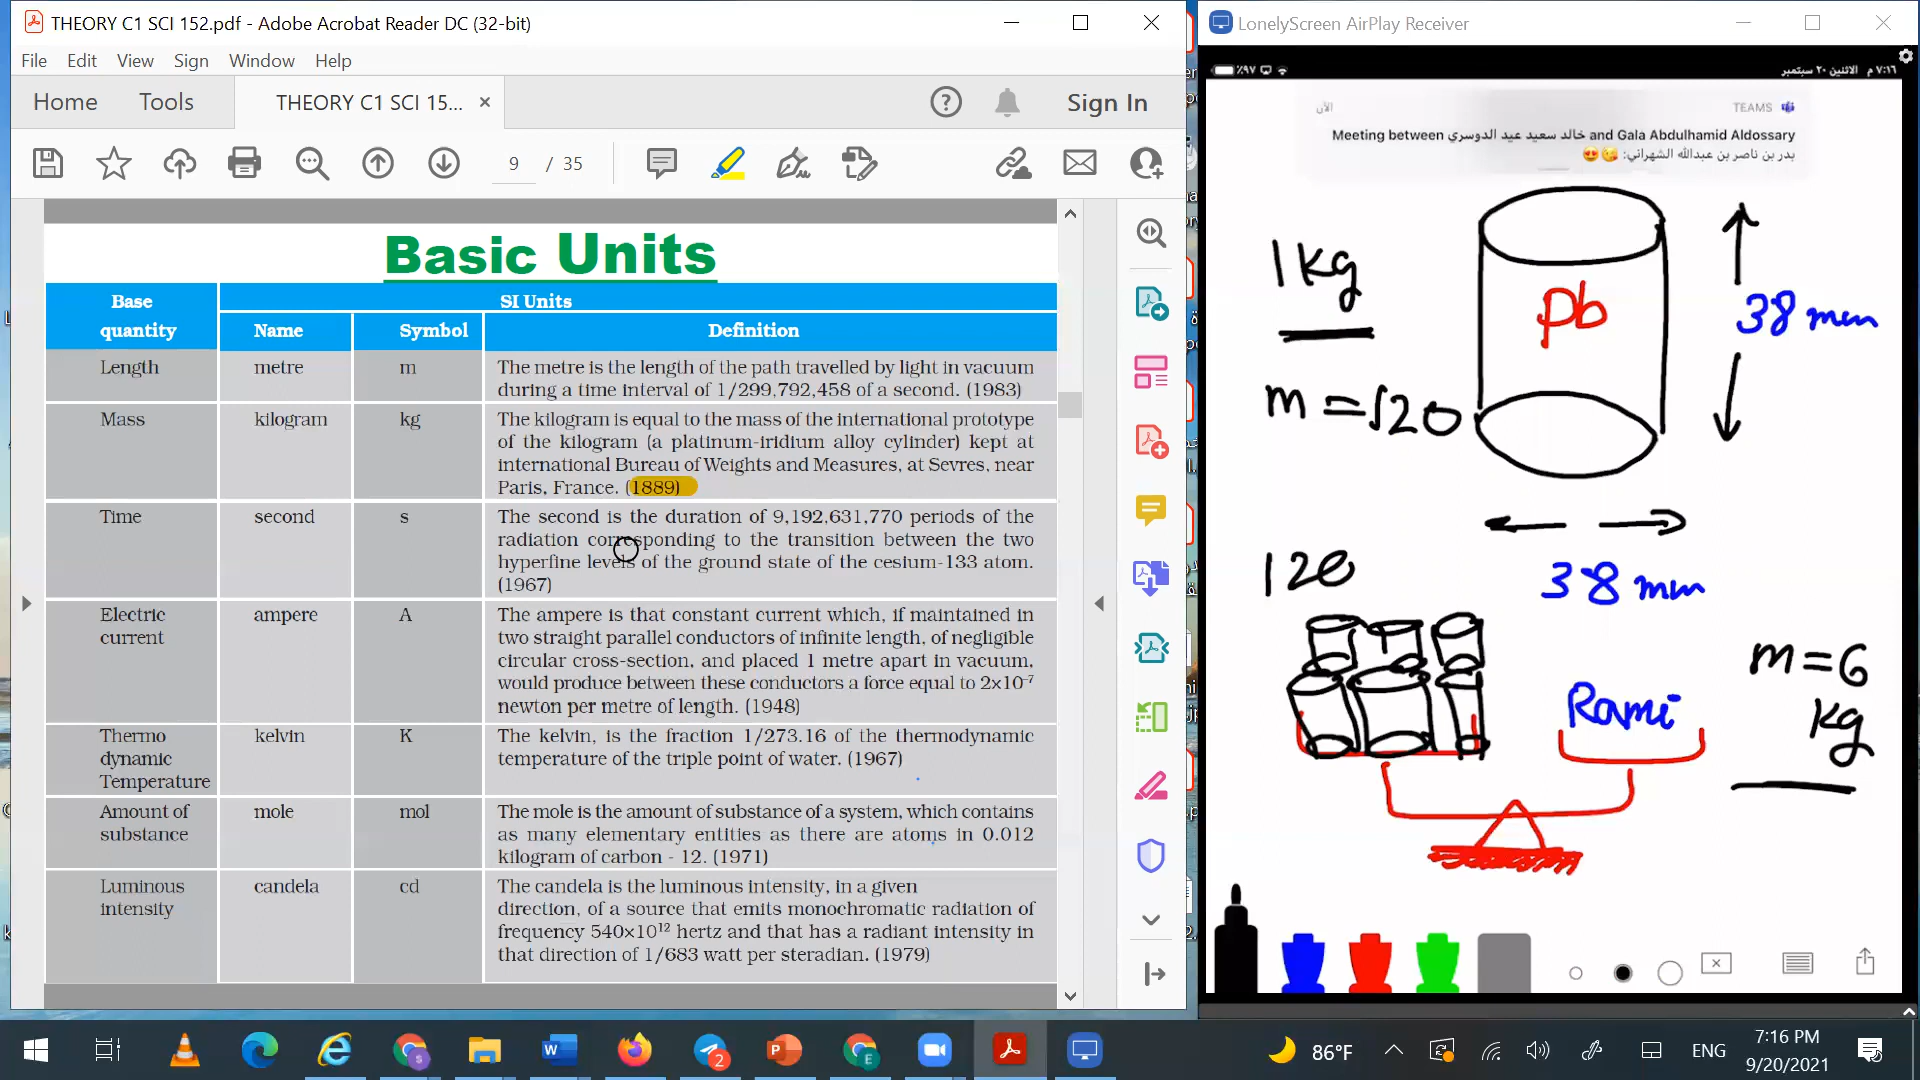 THEORY C1 SCI 152.pdf - Adobe Acrobat Reader DC (32-bit)
File Edit View Sign Window Help
Home Tools THEORY C1 SCI 15... × Sign In
9 / 35
Basic Units
Base quantity SI Units
Name Symbol Definition
Length metre m The metre is the length of the path travelled by light in vacuum
during a time interval of 1/299,792,458 of a second. (1983)
Mass kilogram kg The kilogram is equal to the mass of the international prototype
of the kilogram (a platinum-iridium alloy cylinder) kept at
international Bureau of Weights and Measures, at Sevres, near
Paris, France. (1889)
Time second s The second is the duration of 9,192,631,770 periods of the
radiation corresponding to the transition between the two
hyperfine levels of the ground state of the cesium-133 atom.
(1967)
Electric ampere A The ampere is that constant current which, if maintained in
current two straight parallel conductors of infinite length, of negligible
circular cross-section, and placed 1 metre apart in vacuum,
would produce between these conductors a force equal to 2×10⁻⁷
newton per metre of length. (1948)
Thermo kelvin K The kelvin, is the fraction 1/273.16 of the thermodynamic
dynamic temperature of the triple point of water. (1967)
Temperature
Amount of mole mol The mole is the amount of substance of a system, which contains
substance as many elementary entities as there are atoms in 0.012
kilogram of carbon - 12. (1971)
Luminous candela cd The candela is the luminous intensity, in a given
intensity direction, of a source that emits monochromatic radiation of
frequency 540×10¹² hertz and that has a radiant intensity in
that direction of 1/683 watt per steradian. (1979)
LonelyScreen AirPlay Receiver
٧:١٦ م الاثنين ٢٠ سبتمبر
٪٩٧
TEAMS
الآن
Meeting between خالد سعيد عيد الدوسري and Gala Abdulhamid Aldossary
بدر بن ناصر بن عبدالله الشهراني: 😘😍
1 kg
Pb
38 mm
m = 120
38 mm
120
m = 6
kg
Rami
86°F
ENG
7:16 PM
9/20/2021